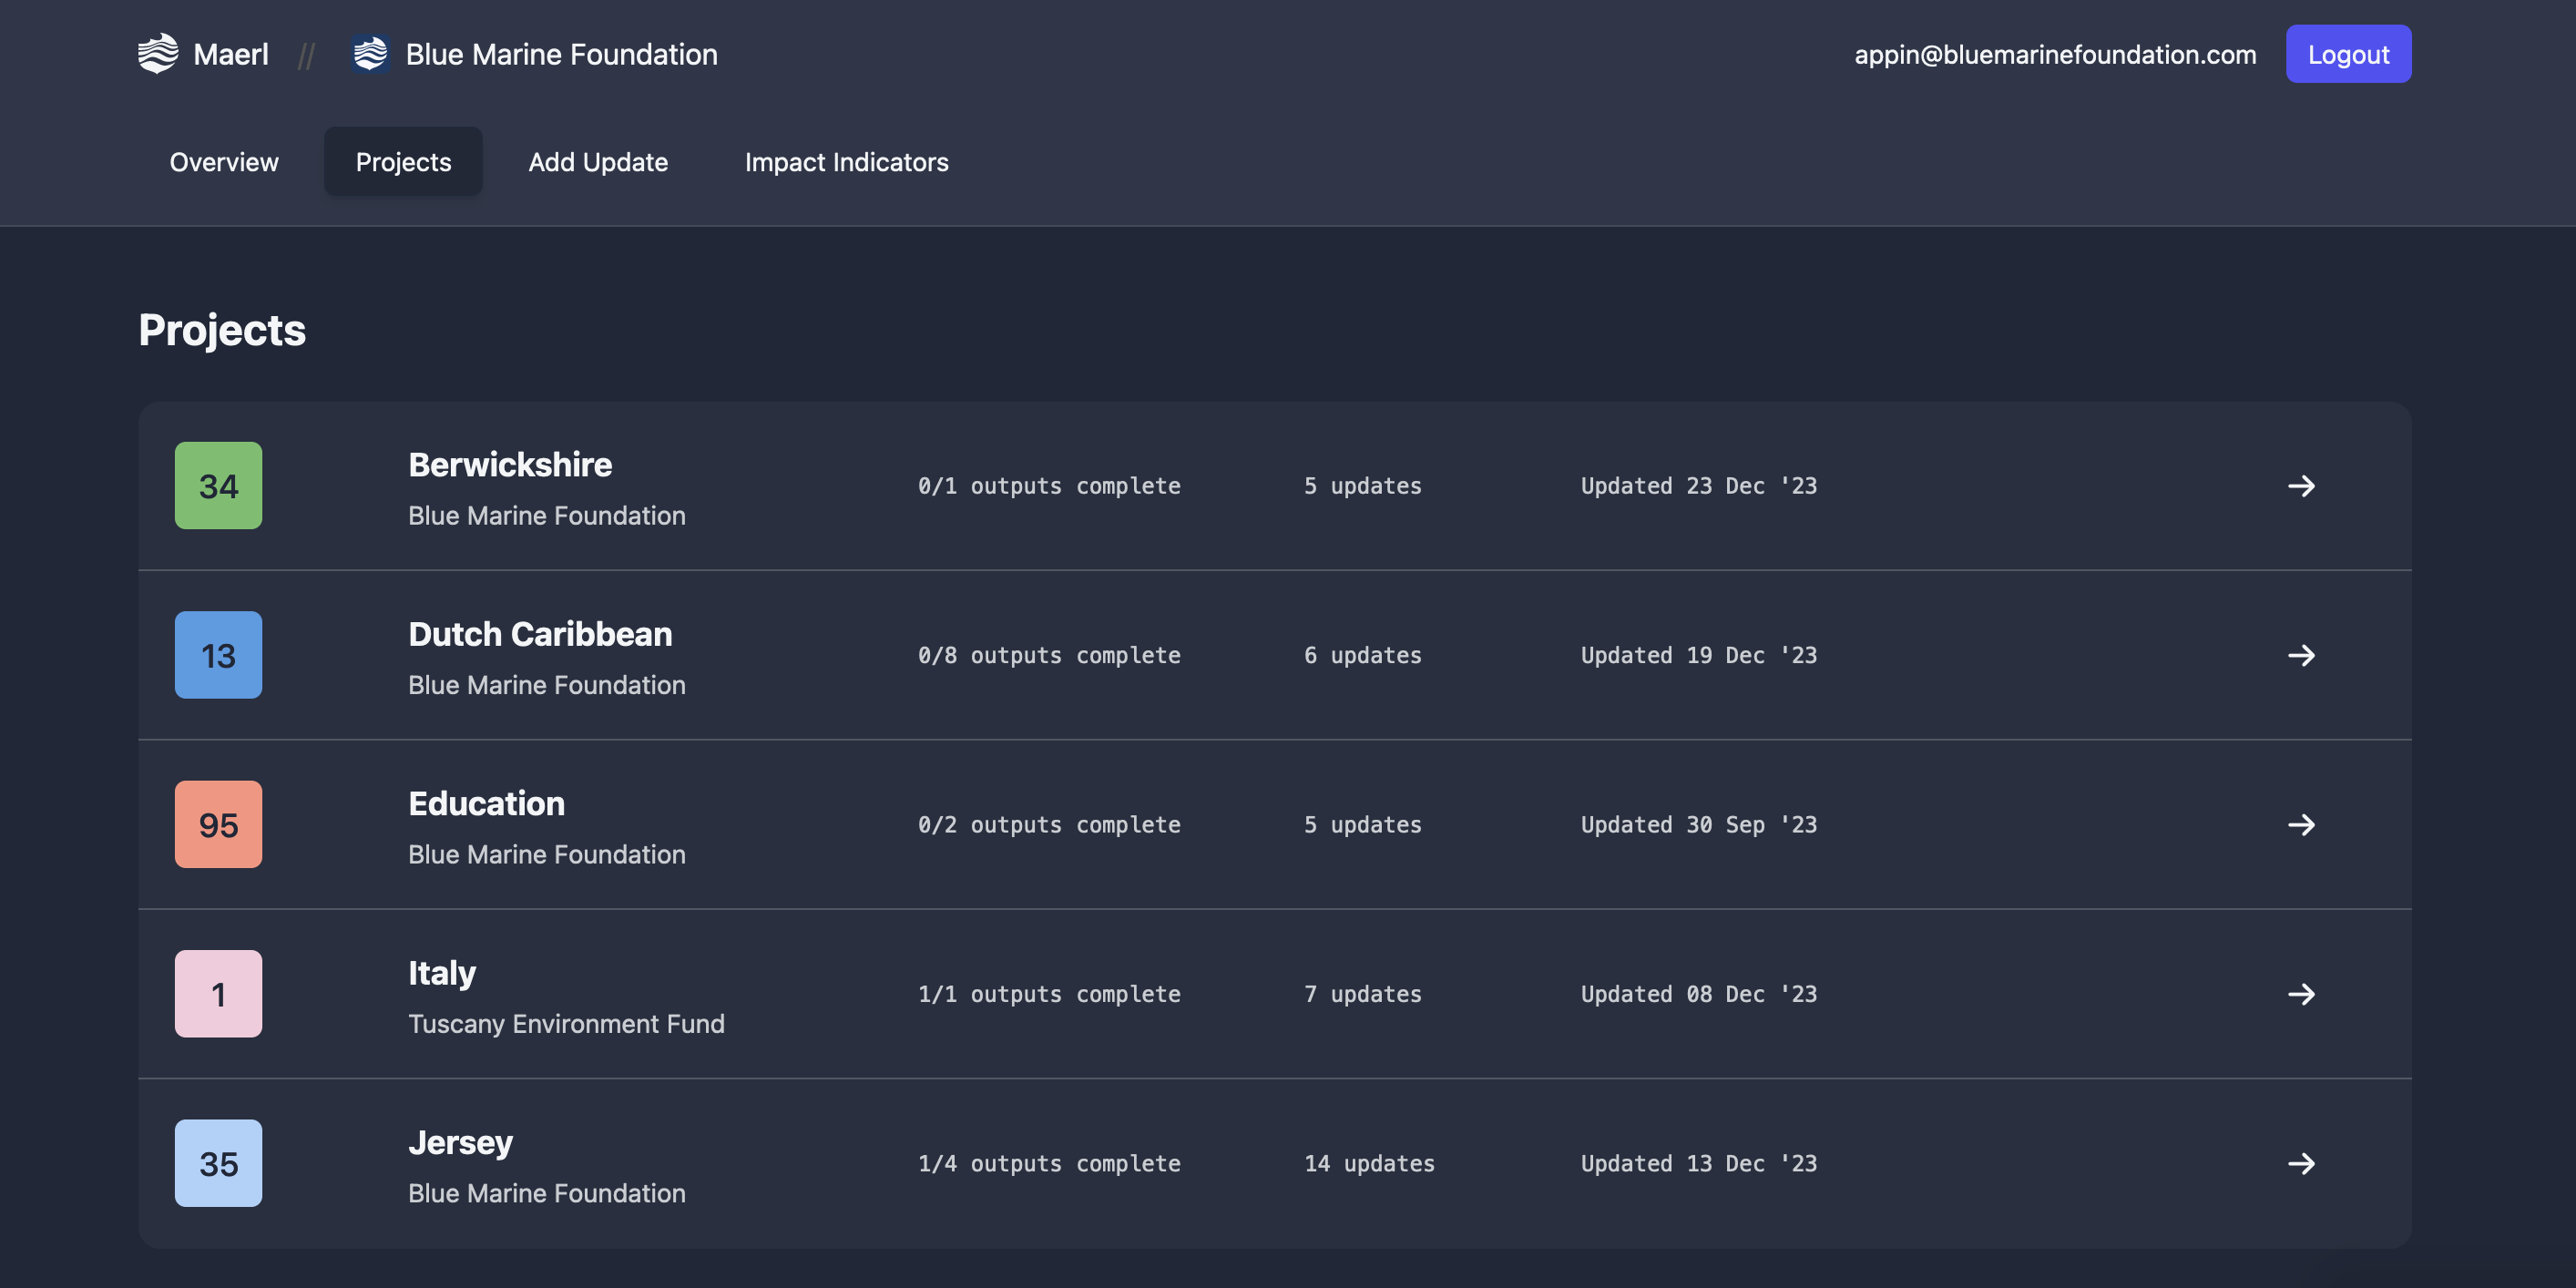 Maerl // Blue Marine Foundation appin@bluemarinefoundation.com Logout
Overview Projects Add Update Impact Indicators
Projects
34
Berwickshire
Blue Marine Foundation
0/1 outputs complete
5 updates
Updated 23 Dec '23
13
Dutch Caribbean
Blue Marine Foundation
0/8 outputs complete
6 updates
Updated 19 Dec '23
95
Education
Blue Marine Foundation
0/2 outputs complete
5 updates
Updated 30 Sep '23
1
Italy
Tuscany Environment Fund
1/1 outputs complete
7 updates
Updated 08 Dec '23
35
Jersey
Blue Marine Foundation
1/4 outputs complete
14 updates
Updated 13 Dec '23